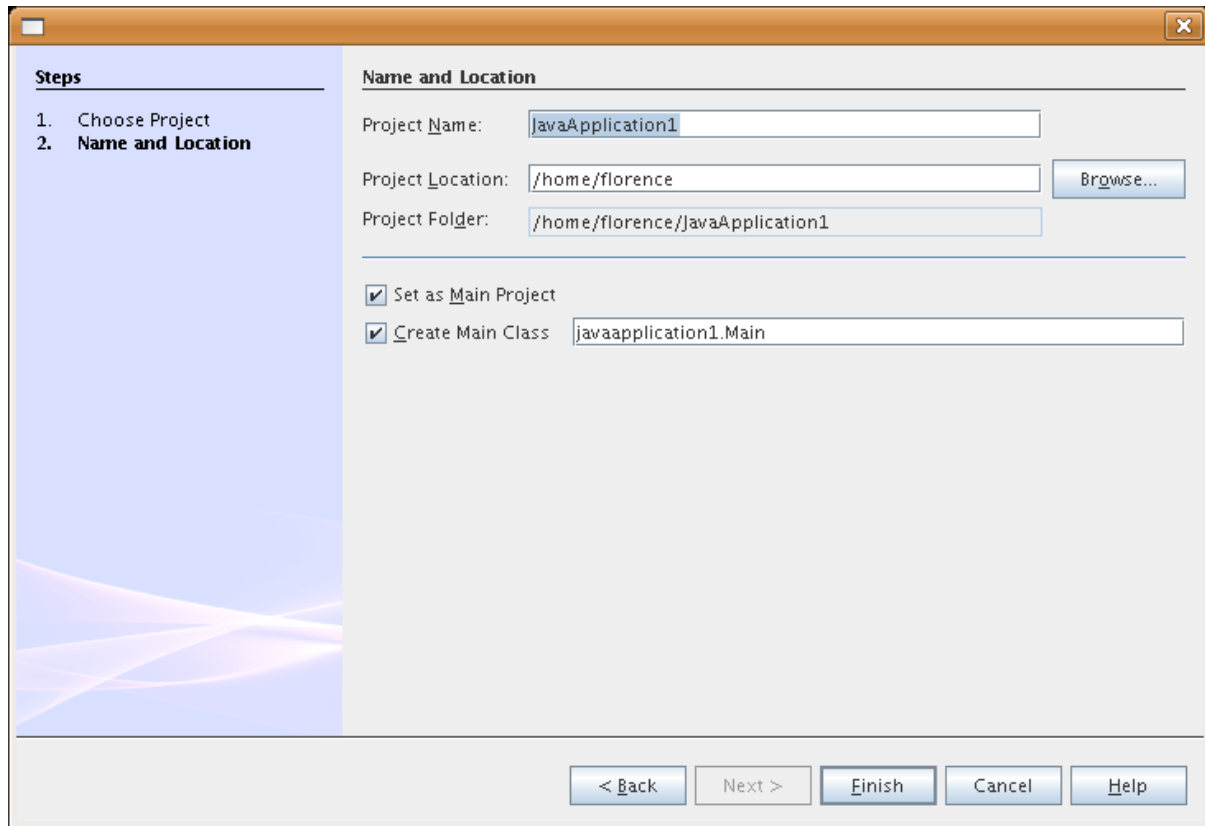 Steps
1. Choose Project
2. Name and Location
Name and Location
Project Name: JavaApplication1
Project Location: /home/florence Browse...
Project Folder: /home/florence/JavaApplication1
Set as Main Project
Create Main Class javaapplication1.Main
< Back Next > Finish Cancel Help